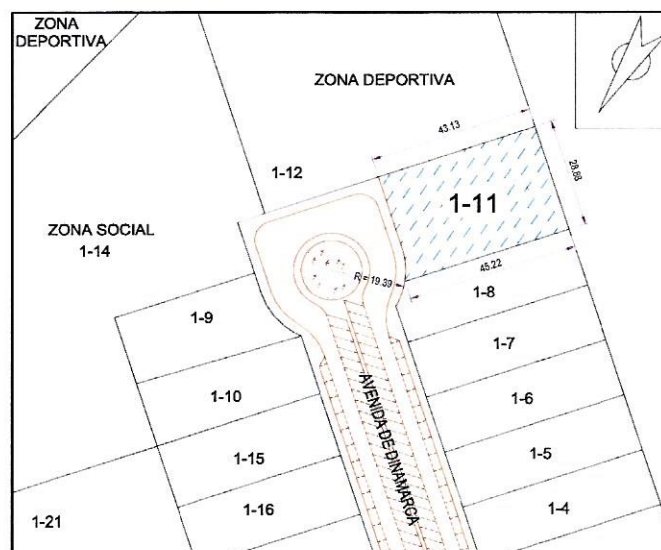 ZONA
DEPORTIVA
ZONA DEPORTIVA
43.13
28.88
1-12
1-11
ZONA SOCIAL
1-14
R = 19.39
45.22
1-8
1-9
1-7
1-10
1-6
AVENIDA DE DINAMARCA
1-15
1-5
1-16
1-4
1-21